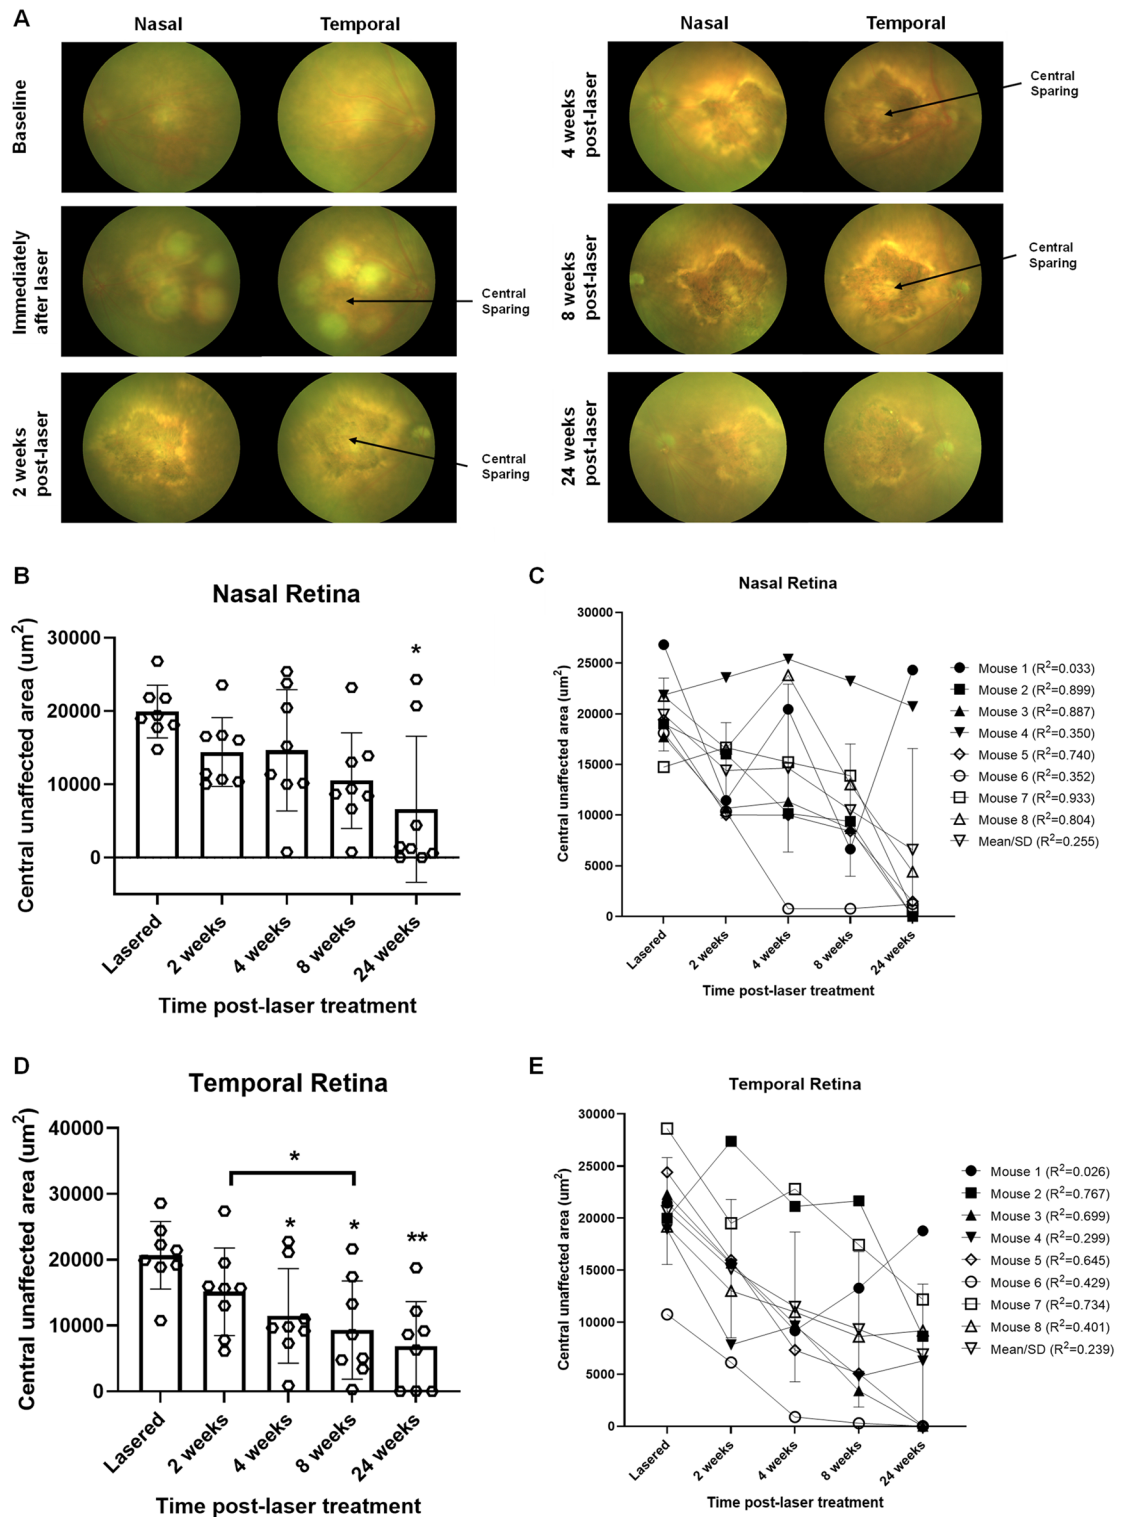 A
Nasal
Temporal
Nasal
Temporal
Baseline
4 weeks
post-laser
Central
Sparing
Immediately
after laser
Central
Sparing
8 weeks
post-laser
Central
Sparing
2 weeks
post-laser
Central
Sparing
24 weeks
post-laser
B
Nasal Retina
Central unaffected area (um²)
30000
20000
10000
0
*
Lasered
2 weeks
4 weeks
8 weeks
24 weeks
Time post-laser treatment
C
Nasal Retina
Central unaffected area (um²)
30000
25000
20000
15000
10000
5000
0
Lasered
2 weeks
4 weeks
8 weeks
24 weeks
Time post-laser treatment
Mouse 1 (R²=0.033)
Mouse 2 (R²=0.899)
Mouse 3 (R²=0.887)
Mouse 4 (R²=0.350)
Mouse 5 (R²=0.740)
Mouse 6 (R²=0.352)
Mouse 7 (R²=0.933)
Mouse 8 (R²=0.804)
Mean/SD (R²=0.255)
D
Temporal Retina
Central unaffected area (um²)
40000
30000
20000
10000
0
*
*
*
**
Lasered
2 weeks
4 weeks
8 weeks
24 weeks
Time post-laser treatment
E
Temporal Retina
Central unaffected area (um²)
30000
25000
20000
15000
10000
5000
0
Lasered
2 weeks
4 weeks
8 weeks
24 weeks
Time post-laser treatment
Mouse 1 (R²=0.026)
Mouse 2 (R²=0.767)
Mouse 3 (R²=0.699)
Mouse 4 (R²=0.299)
Mouse 5 (R²=0.645)
Mouse 6 (R²=0.429)
Mouse 7 (R²=0.734)
Mouse 8 (R²=0.401)
Mean/SD (R²=0.239)